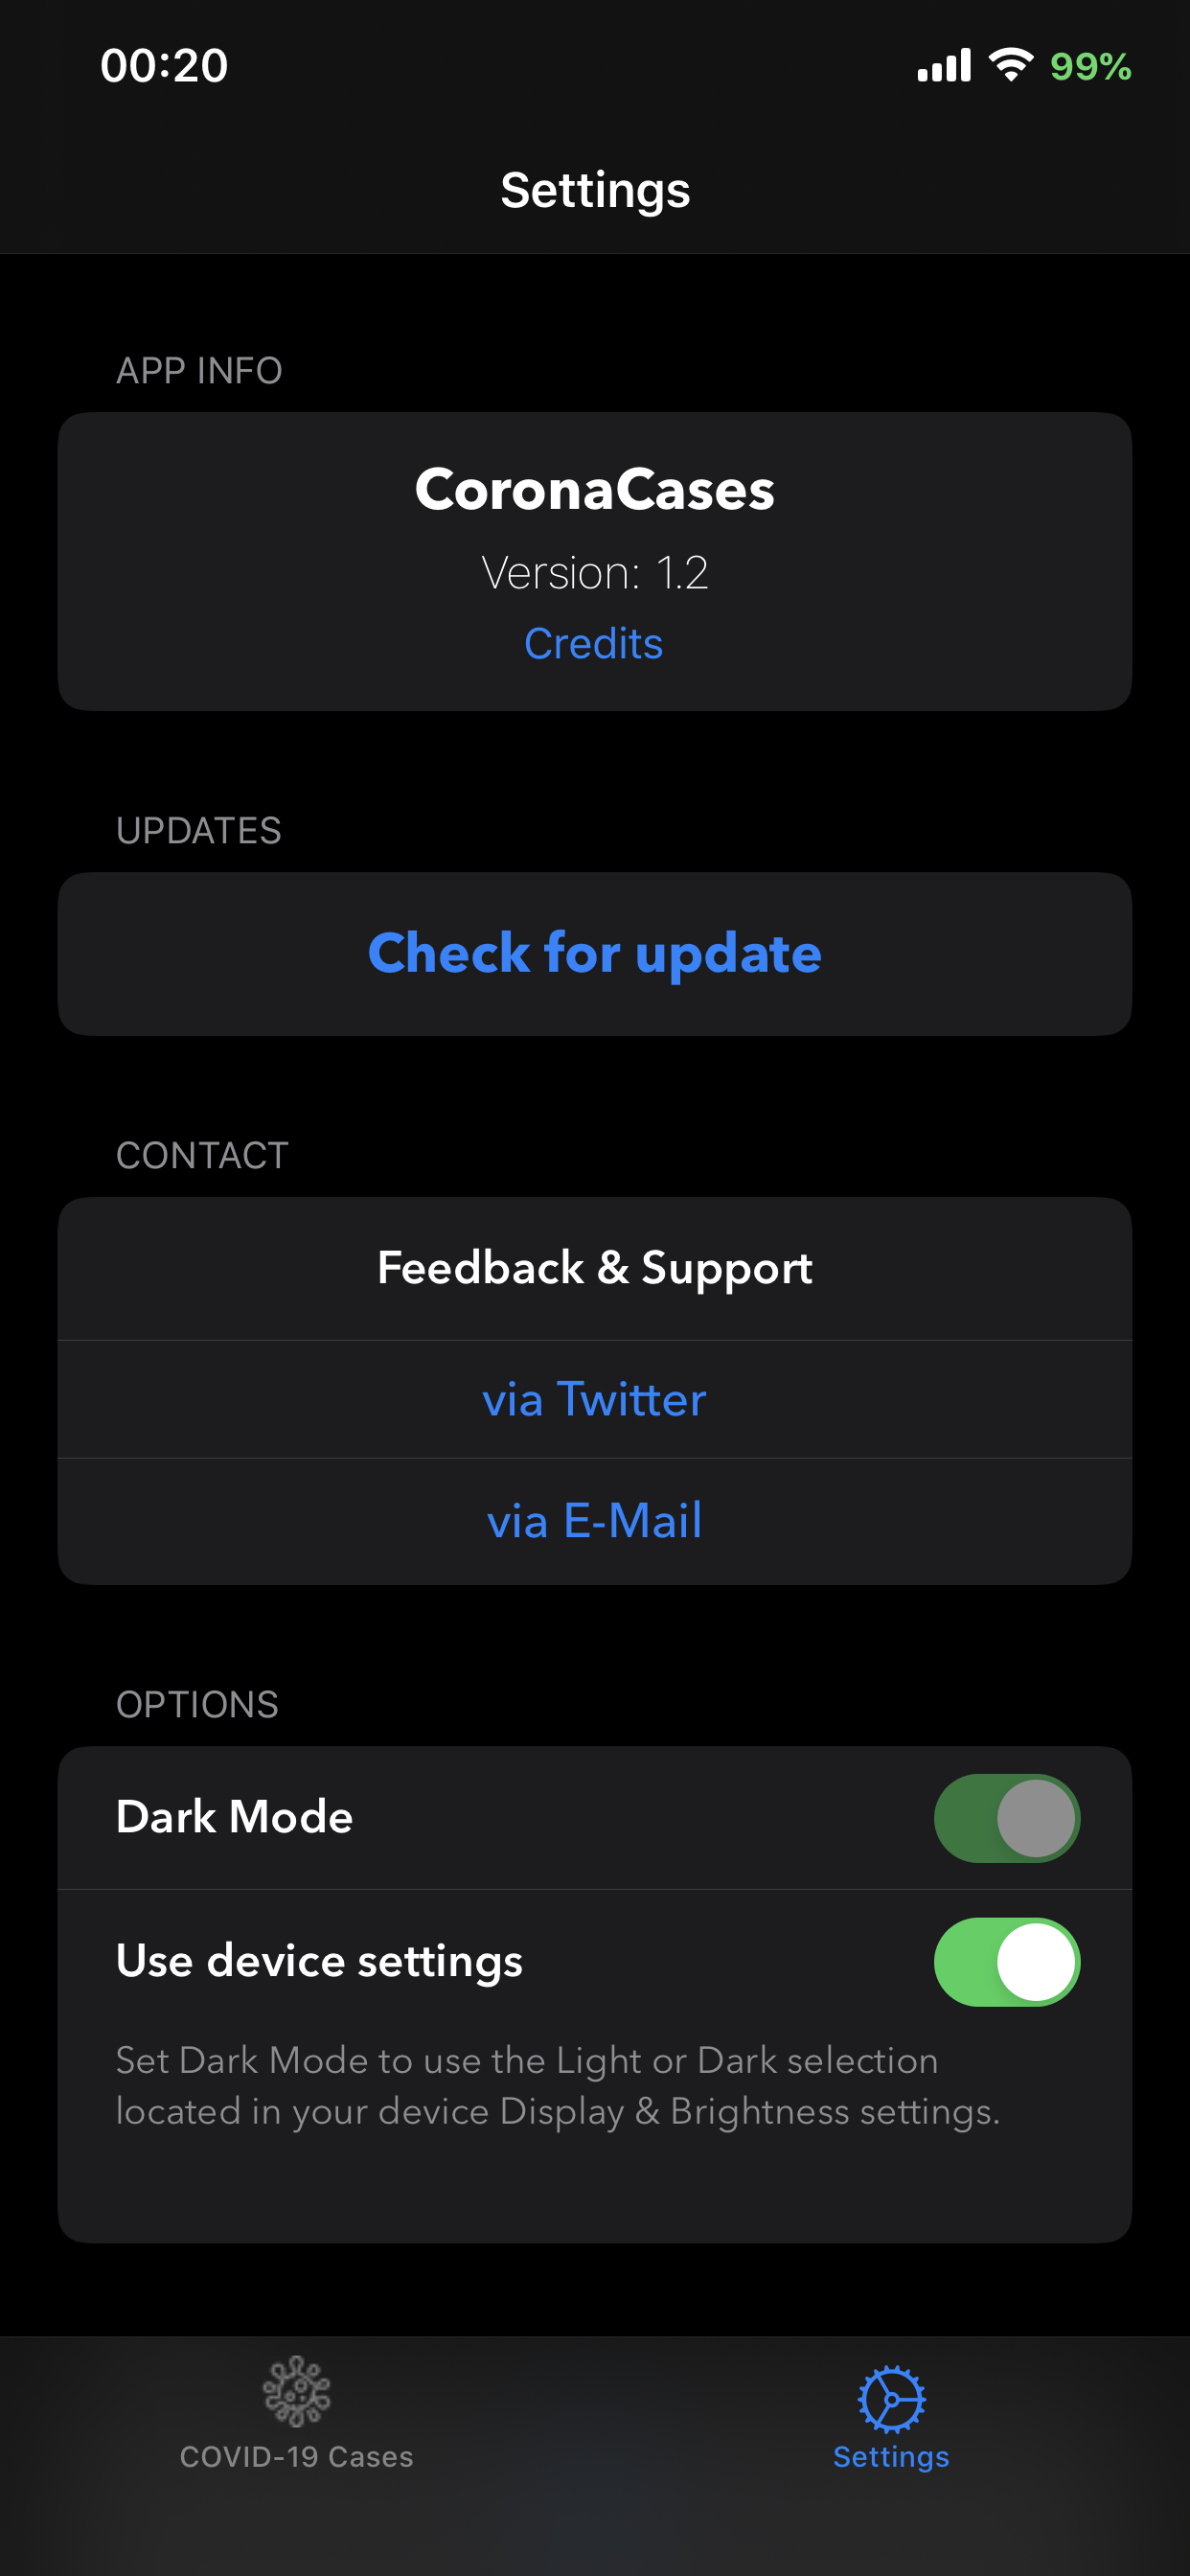 00:20
99%
Settings
APP INFO
CoronaCases
Version: 1.2
Credits
UPDATES
Check for update
CONTACT
Feedback & Support
via Twitter
via E-Mail
OPTIONS
Dark Mode
Use device settings
Set Dark Mode to use the Light or Dark selection
located in your device Display & Brightness settings.
COVID-19 Cases
Settings